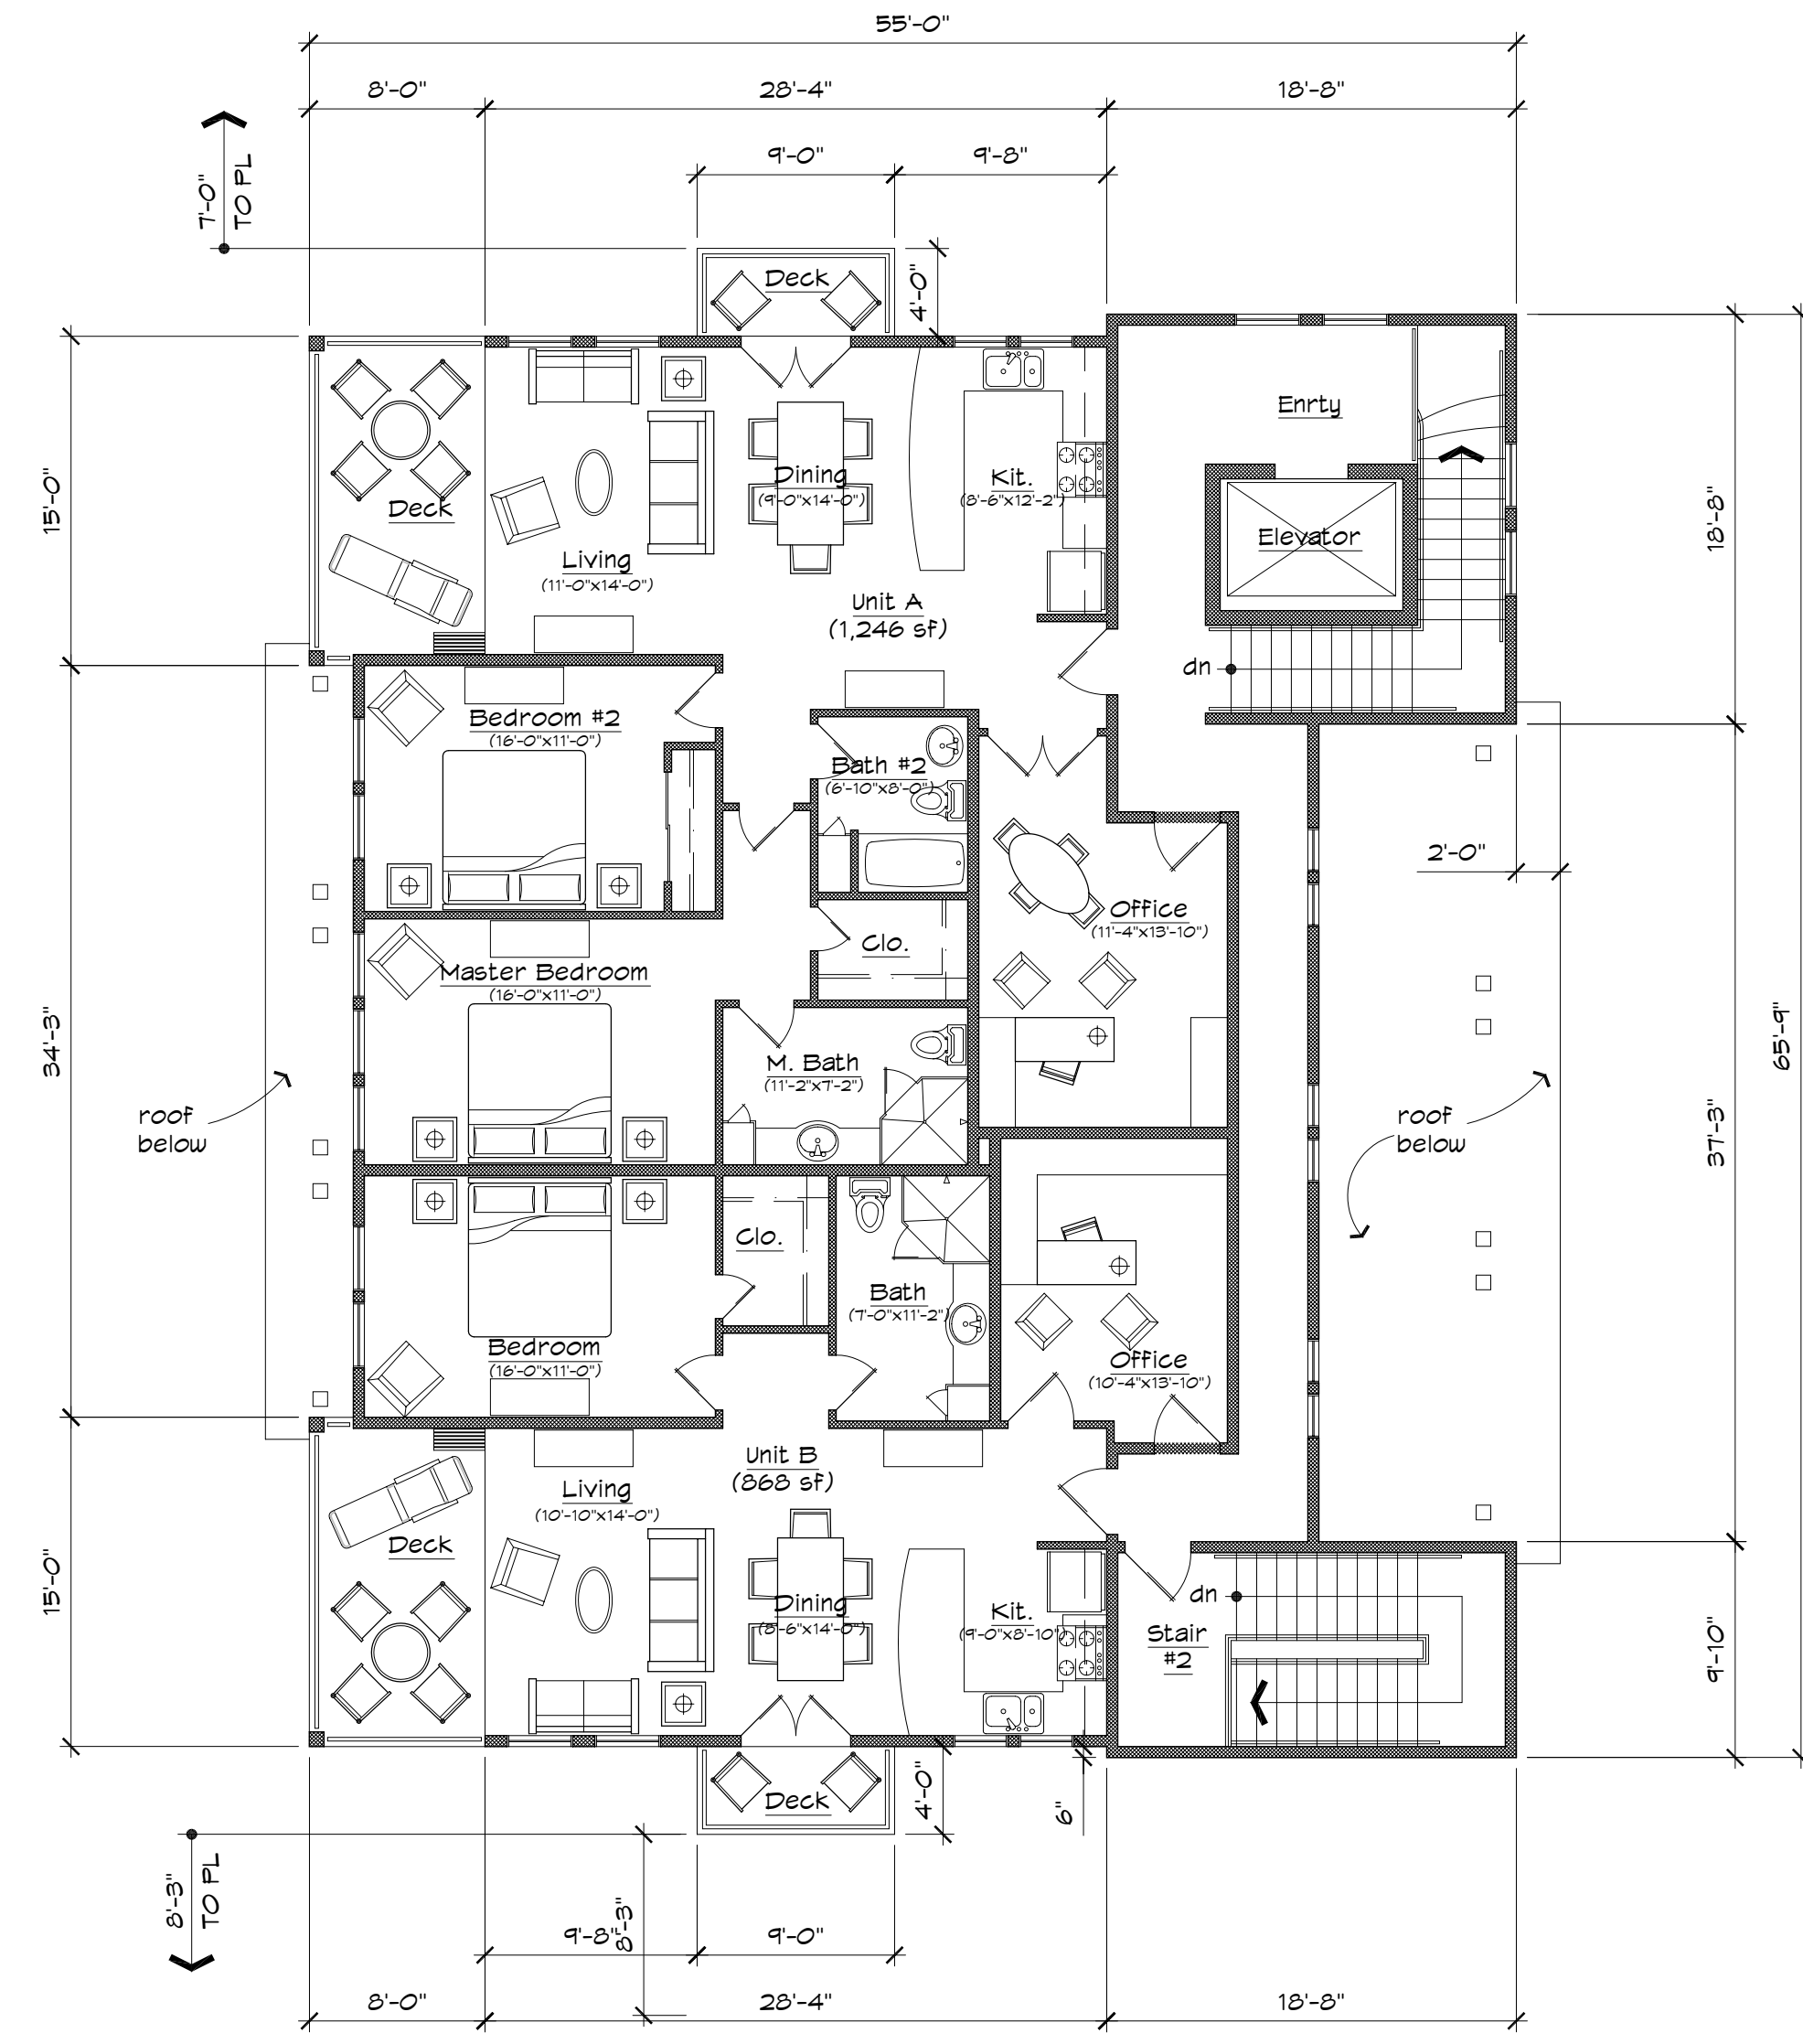 55'-0"
8'-0"
28'-4"
18'-8"
9'-0"
9'-8"
7'-0"
TO PL
Deck
4'-0"
Enrty
15'-0"
Dining
(9'-0"x14'-0")
Kit.
(8'-6"x12'-2")
Deck
18'-8"
Elevator
Living
(11'-0"x14'-0")
Unit A
(1,246 sf)
dn
Bedroom #2
(16'-0"x11'-0")
Bath #2
(6'-10"x8'-0")
2'-0"
Office
(11'-4"x13'-10")
Clo.
Master Bedroom
(16'-0"x11'-0")
34'-3"
65'-9"
M. Bath
(11'-2"x7'-2")
roof
below
roof
below
37'-3"
Clo.
Bath
(7'-0"x11'-2")
Bedroom
(16'-0"x11'-0")
Office
(10'-4"x13'-10")
Unit B
(868 sf)
Living
(10'-10"x14'-0")
Deck
15'-0"
Dining
(8'-6"x14'-0")
Kit.
(9'-0"x8'-10")
dn
Stair
#2
9'-10"
Deck
4'-0"
6"
8'-3"
TO PL
9'-8"
8'-3"
9'-0"
8'-0"
28'-4"
18'-8"